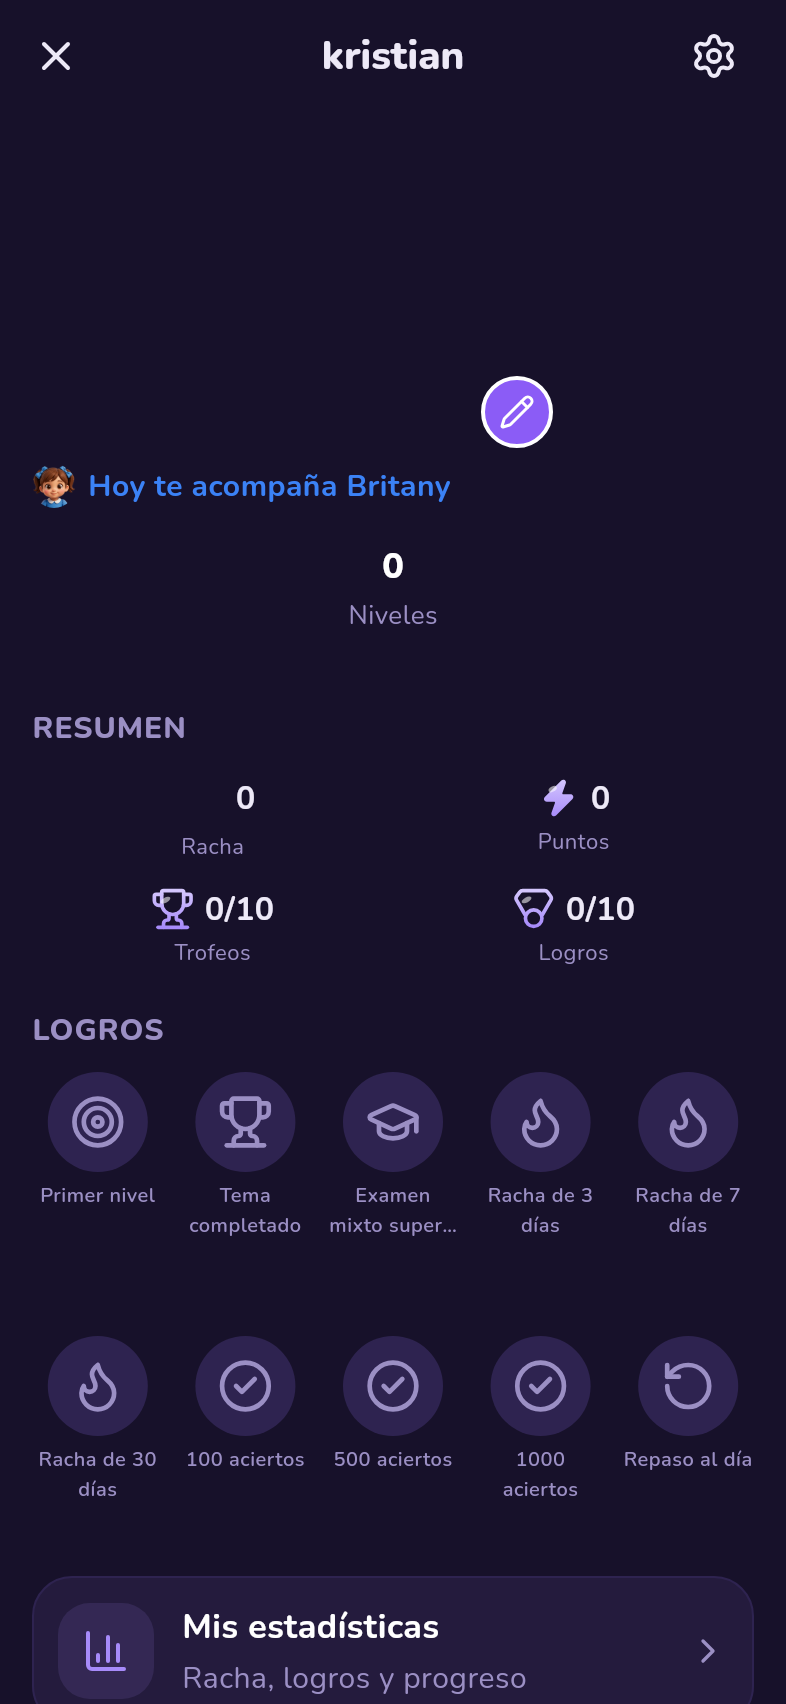 kristian
Hoy te acompaña Britany
0
Niveles
RESUMEN
0
Racha
0
Puntos
0/10
Trofeos
0/10
Logros
LOGROS
Primer nivel
Tema
completado
Examen
mixto super...
Racha de 3
días
Racha de 7
días
Racha de 30
días
100 aciertos
500 aciertos
1000
aciertos
Repaso al día
Mis estadísticas
Racha, logros y progreso